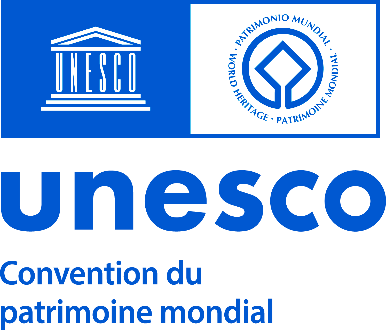 UNESCO
PATRIMONIO MUNDIAL · WORLD HERITAGE · PATRIMOINE MONDIAL ·
unesco
Convention du
patrimoine mondial